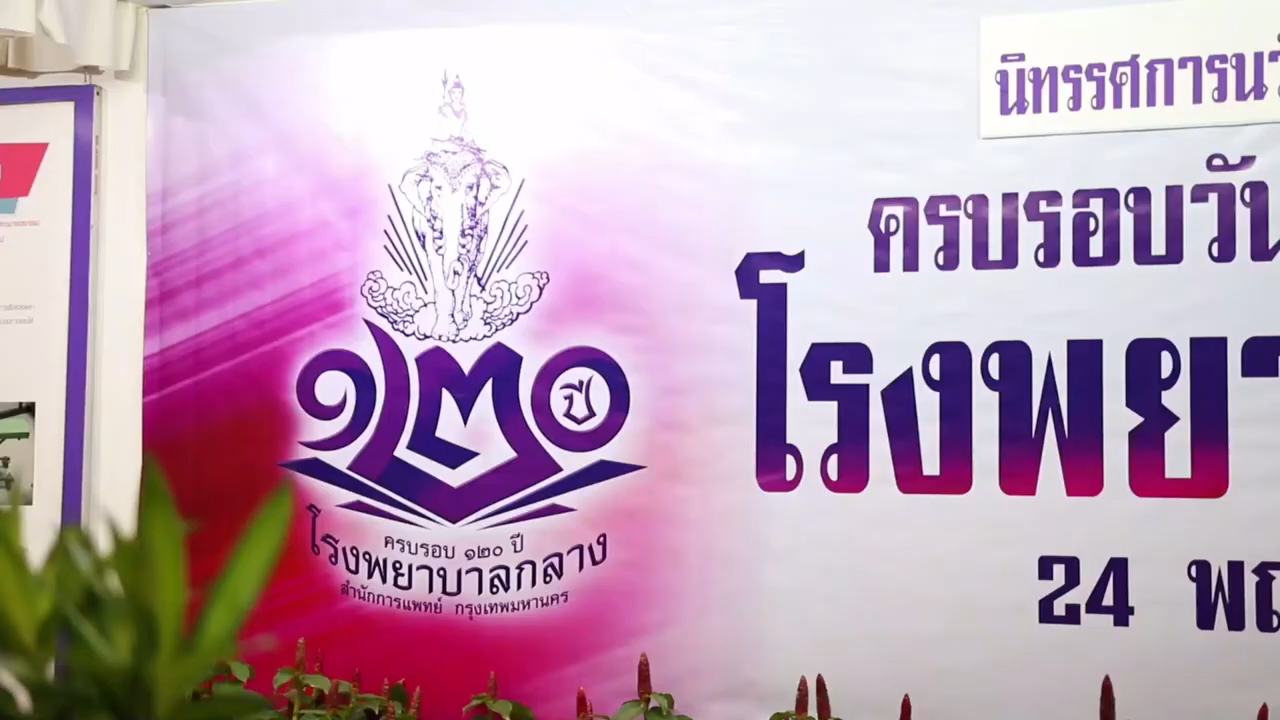 นิทรรศการ
ครบรอบวัน
โรงพยา
24
๑๒๐
ปี
ครบรอบ ๑๒๐ ปี
โรงพยาบาลกลาง
สำนักการแพทย์ กรุงเทพมหานคร